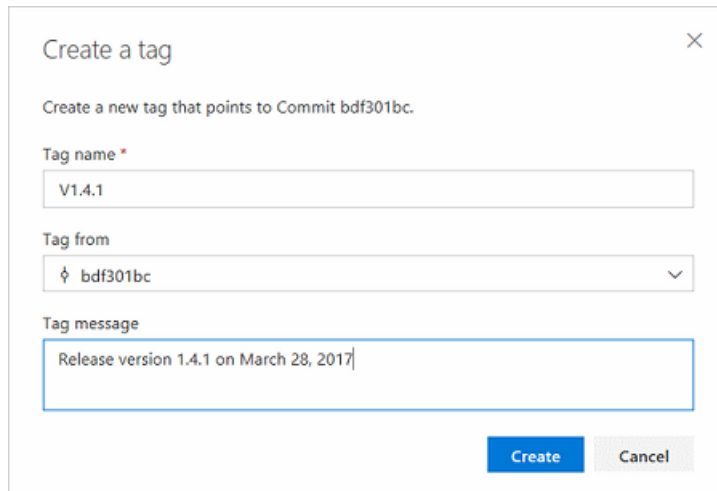 Create a tag
Create a new tag that points to Commit bdf301bc.
Tag name *
V1.4.1
Tag from
bdf301bc
Tag message
Release version 1.4.1 on March 28, 2017
Create Cancel